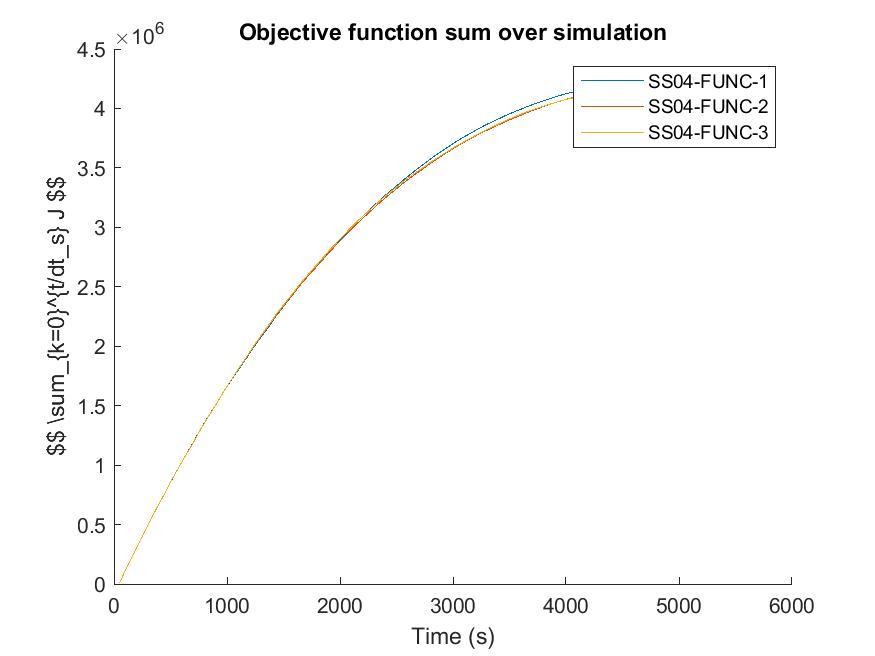 Objective function sum over simulation
×10^6
4.5
4
3.5
3
2.5
2
1.5
1
0.5
0
$$ \sum_{k=0}^{t/dt_s} J $$
SS04-FUNC-1
SS04-FUNC-2
SS04-FUNC-3
0 1000 2000 3000 4000 5000 6000
Time (s)